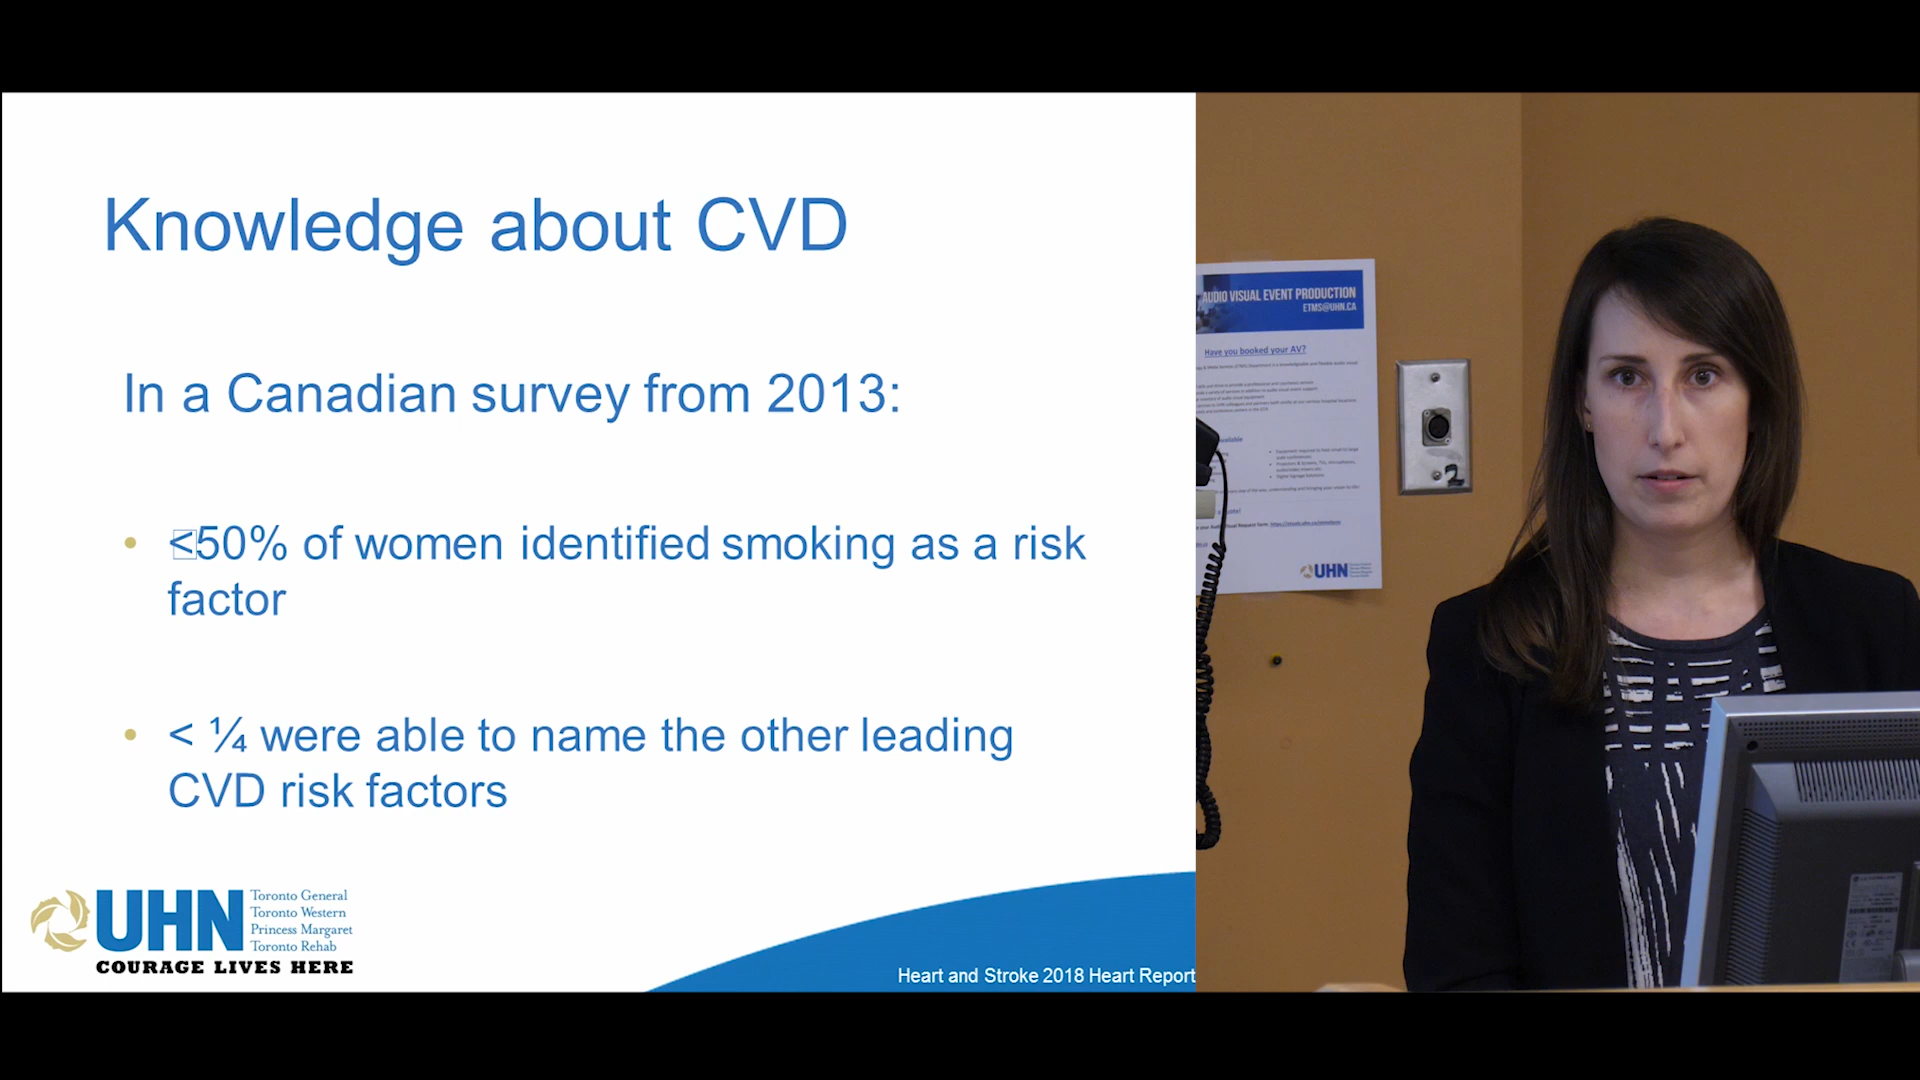 Knowledge about CVD
In a Canadian survey from 2013:
• <50% of women identified smoking as a risk
factor
• < ¼ were able to name the other leading
CVD risk factors
UHN
Toronto General
Toronto Western
Princess Margaret
Toronto Rehab
COURAGE LIVES HERE
Heart and Stroke 2018 Heart Report
AUDIO VISUAL EVENT PRODUCTION
ETMS@UHN.CA
Have you booked your AV?
UHN
2